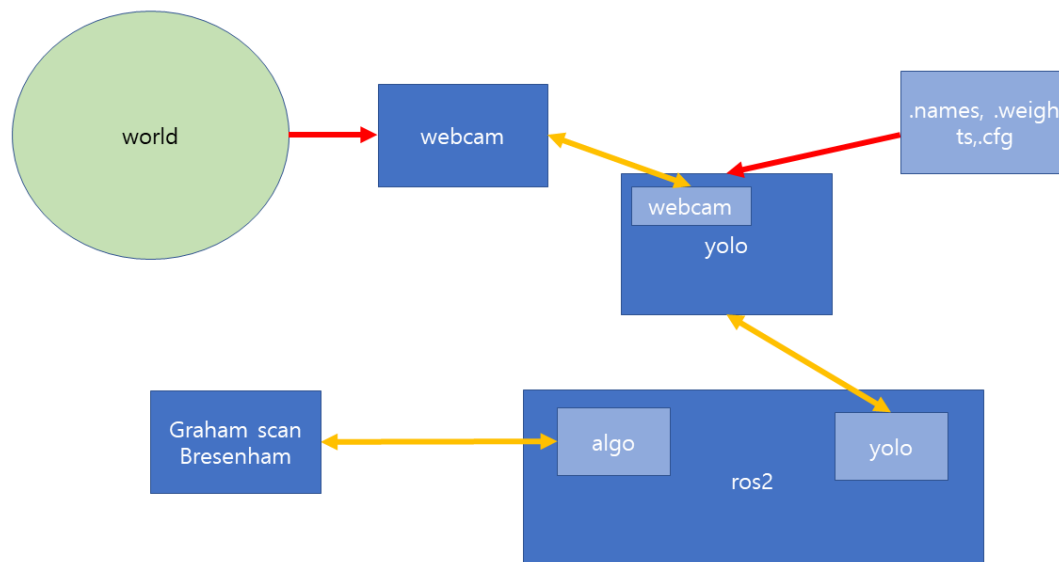 world
webcam
.names, .weigh
ts,.cfg
webcam
yolo
Graham scan
Bresenham
algo
yolo
ros2